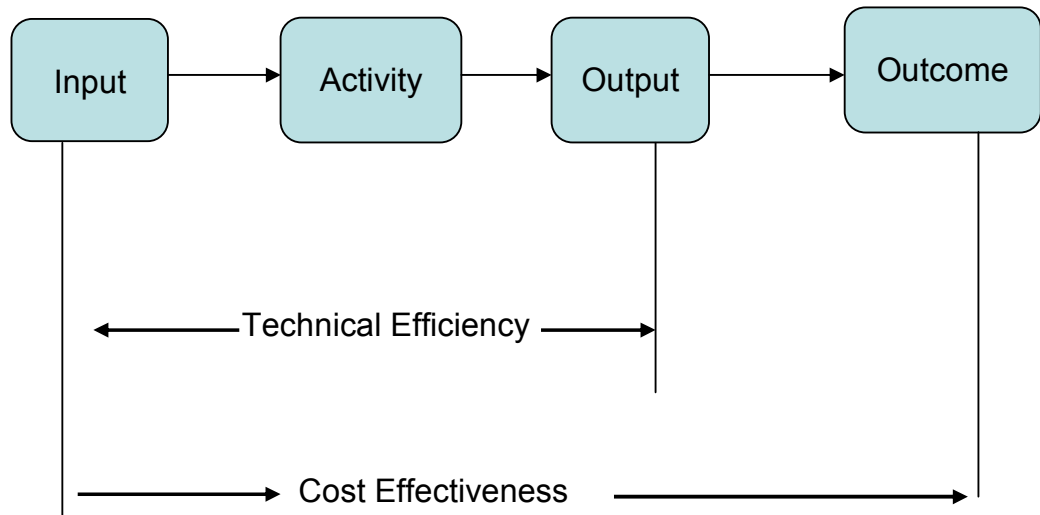 Input
Activity
Output
Outcome
Technical Efficiency
Cost Effectiveness